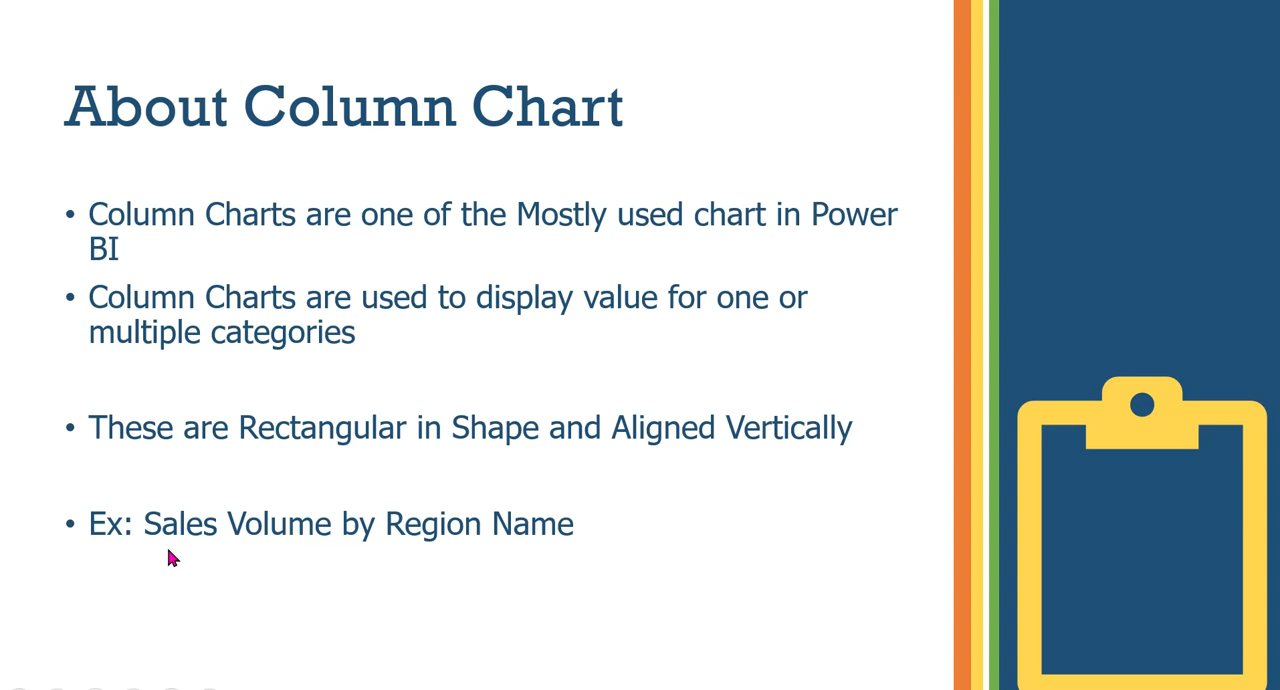 About Column Chart
• Column Charts are one of the Mostly used chart in Power
BI
• Column Charts are used to display value for one or
multiple categories
• These are Rectangular in Shape and Aligned Vertically
• Ex: Sales Volume by Region Name